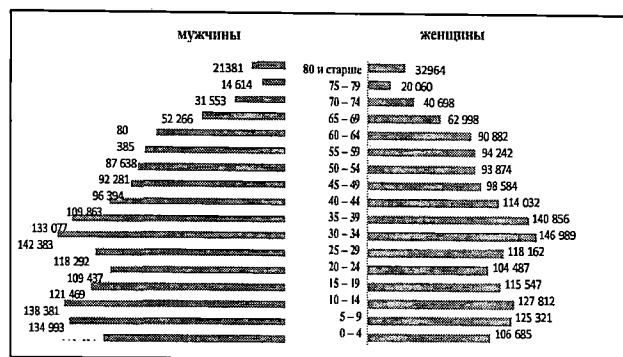 мужчины женщины
21381 80 и старше 32964
14 614 75 – 79 20 060
31 553 70 – 74 40 698
52 266 65 – 69 62 998
80 60 – 64 90 882
385 55 – 59 94 242
87 638 50 – 54 93 874
92 281 45 – 49 98 584
96 394 40 – 44 114 032
109 863 35 – 39 140 856
133 077 30 – 34 146 989
142 383 25 – 29 118 162
118 292 20 – 24 104 487
109 437 15 – 19 115 547
121 469 10 – 14 127 812
138 381 5 – 9 125 321
134 993 0 – 4 106 685